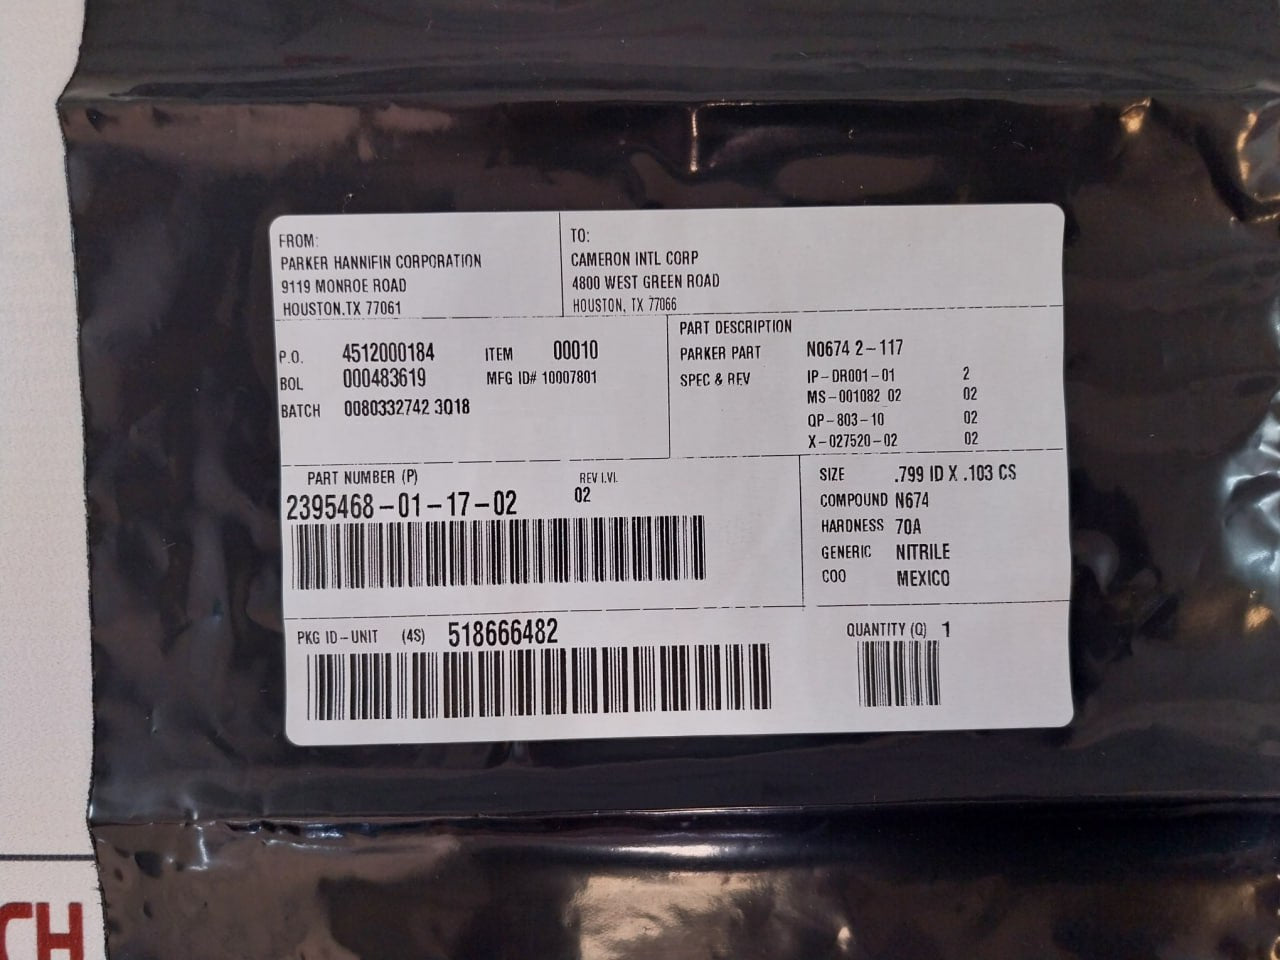 FROM:
PARKER HANNIFIN CORPORATION
9119 MONROE ROAD
HOUSTON.TX 77061
TO:
CAMERON INTL CORP
4800 WEST GREEN ROAD
HOUSTON, TX 77066
P.O. 4512000184 ITEM 00010
BOL 000483619 MFG ID# 10007801
BATCH 0080332742 3Q18
PART DESCRIPTION
PARKER PART N0674 2-117
SPEC & REV IP-DR001-01 2
MS-001082 02 02
QP-803-10 02
X-027520-02 02
PART NUMBER (P) REV LVL
2395468-01-17-02 02
SIZE .799 ID X .103 CS
COMPOUND N674
HARDNESS 70A
GENERIC NITRILE
COO MEXICO
PKG ID-UNIT (4S) 518666482
QUANTITY (Q) 1
CH